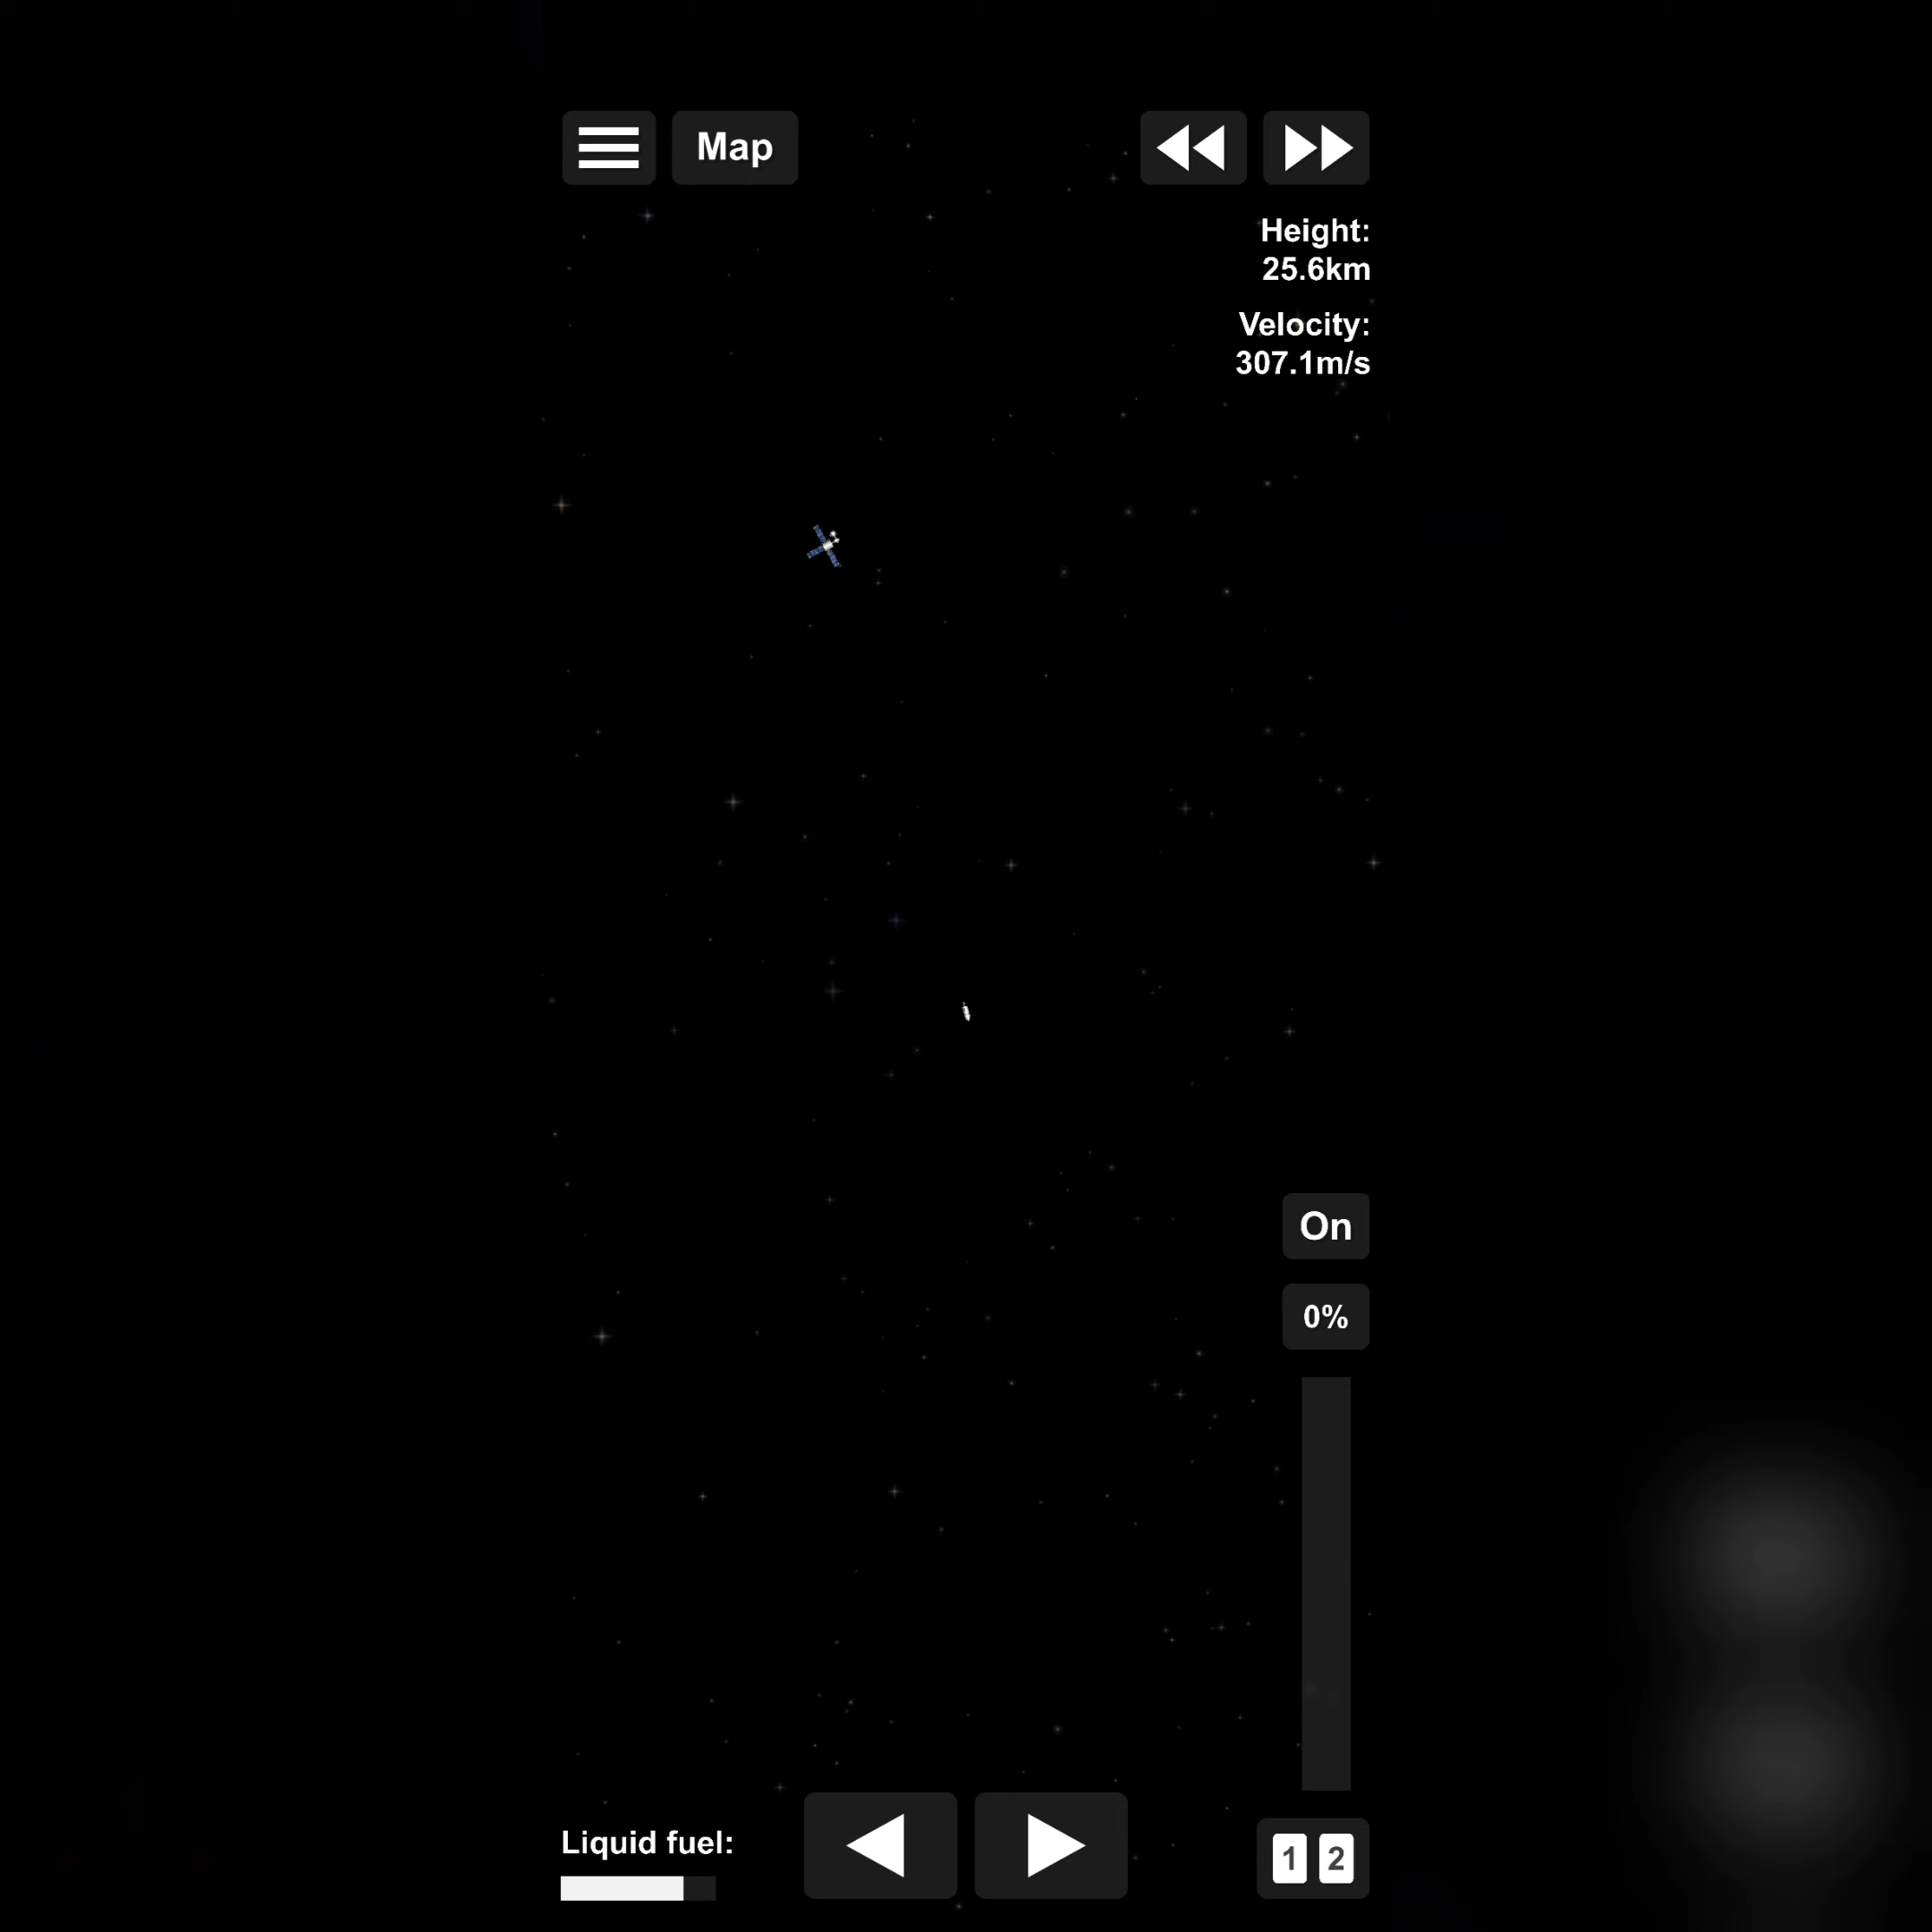 Map
Height:
25.6km
Velocity:
307.1m/s
On
0%
Liquid fuel:
1 2